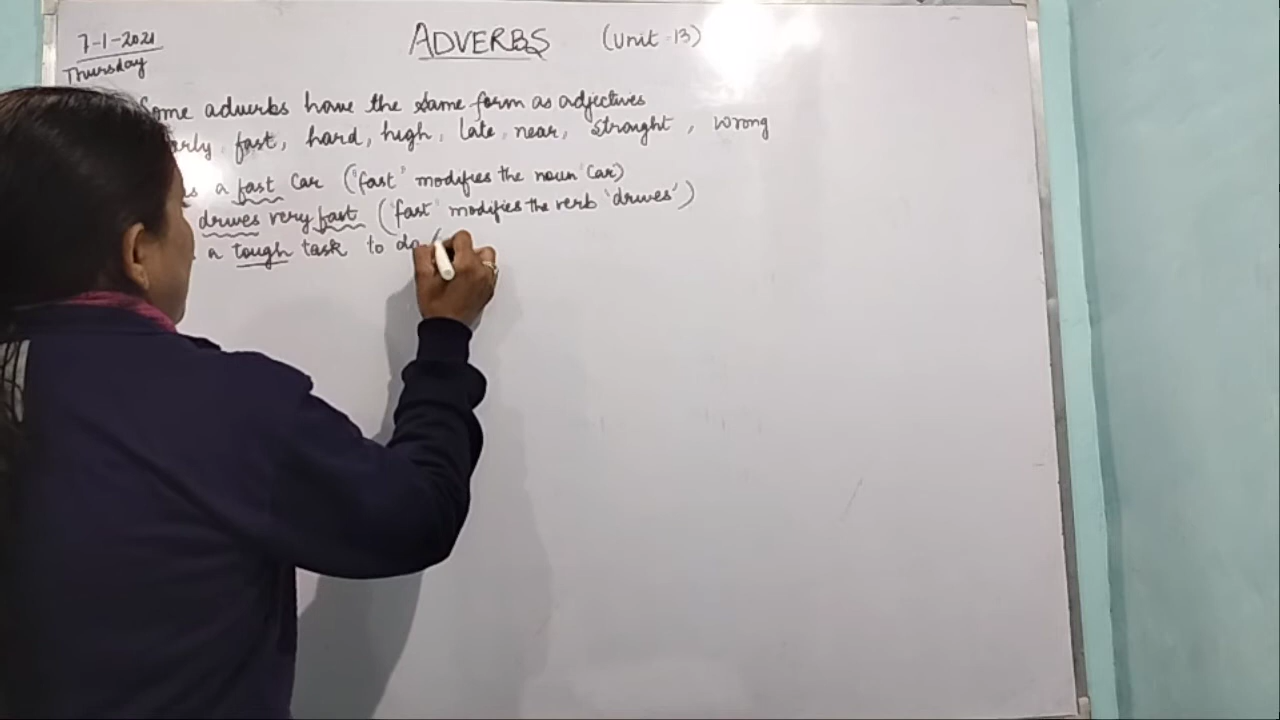 7-1-2021
Thursday
ADVERBS (Unit-13)
Some adverbs have the same form as adjectives
fast, hard, high, late, near, straight, wrong
a fast Car ("fast" modifies the noun 'Car)
drives very fast ("fast" modifies the verb 'drives')
a tough task to do (